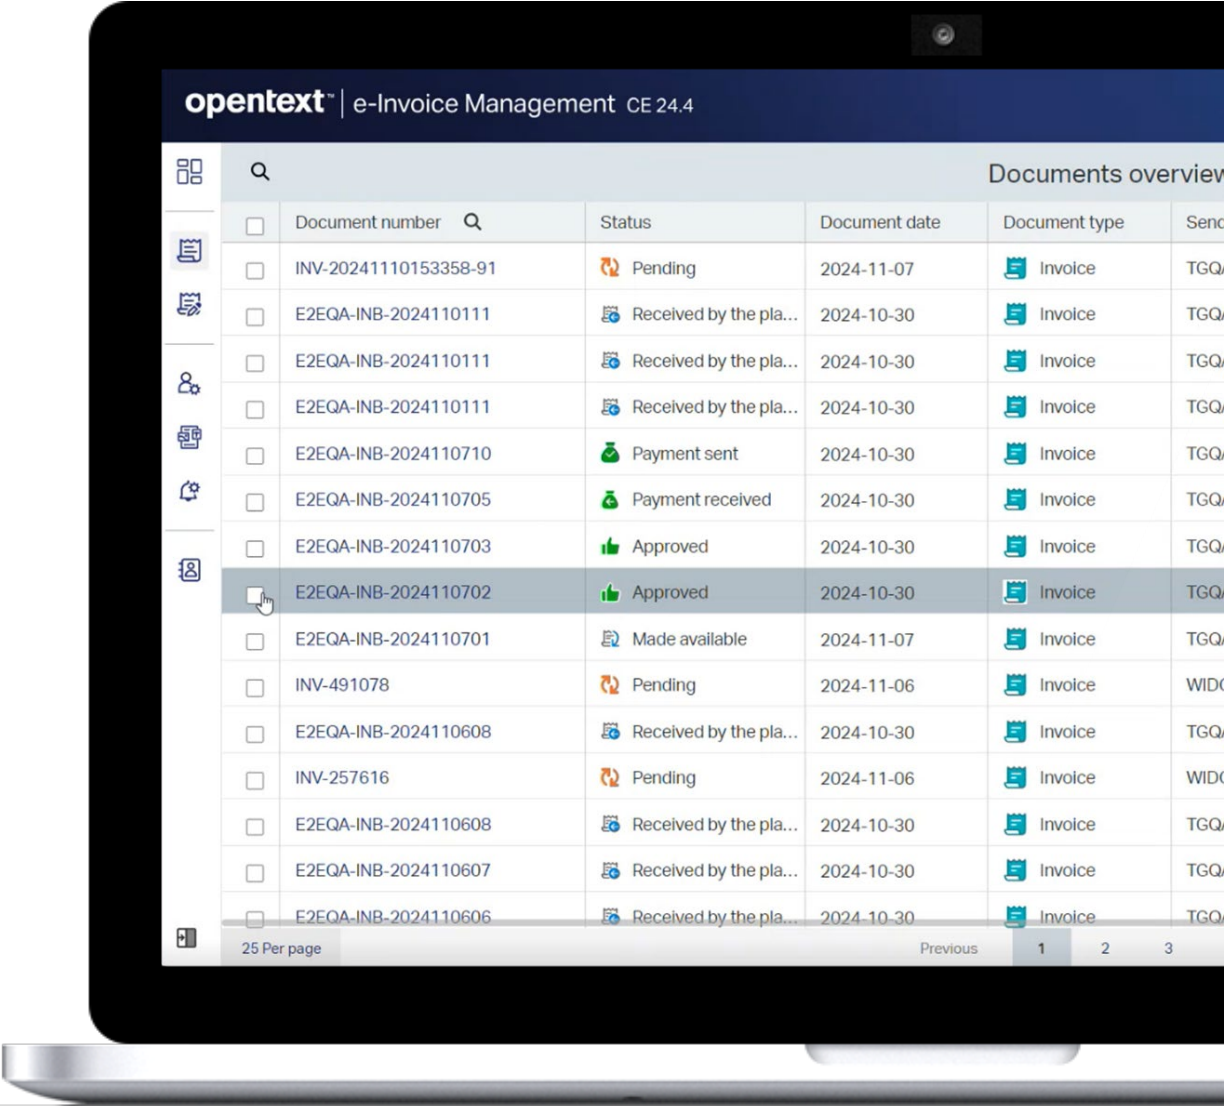 opentext™ | e-Invoice Management CE 24.4
Documents overview
Document number Status Document date Document type
INV-20241110153358-91 Pending 2024-11-07 Invoice
E2EQA-INB-2024110111 Received by the pla... 2024-10-30 Invoice
E2EQA-INB-2024110111 Received by the pla... 2024-10-30 Invoice
E2EQA-INB-2024110111 Received by the pla... 2024-10-30 Invoice
E2EQA-INB-2024110710 Payment sent 2024-10-30 Invoice
E2EQA-INB-2024110705 Payment received 2024-10-30 Invoice
E2EQA-INB-2024110703 Approved 2024-10-30 Invoice
E2EQA-INB-2024110702 Approved 2024-10-30 Invoice
E2EQA-INB-2024110701 Made available 2024-11-07 Invoice
INV-491078 Pending 2024-11-06 Invoice
E2EQA-INB-2024110608 Received by the pla... 2024-10-30 Invoice
INV-257616 Pending 2024-11-06 Invoice
E2EQA-INB-2024110608 Received by the pla... 2024-10-30 Invoice
E2EQA-INB-2024110607 Received by the pla... 2024-10-30 Invoice
E2EQA-INB-2024110606 Received by the pla... 2024-10-30 Invoice
25 Per page Previous 1 2 3